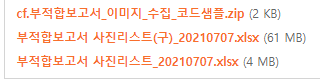 cf.부적합보고서_이미지_수집_코드샘플.zip (2 KB)
부적합보고서 사진리스트(구)_20210707.xlsx (61 MB)
부적합보고서 사진리스트_20210707.xlsx (4 MB)